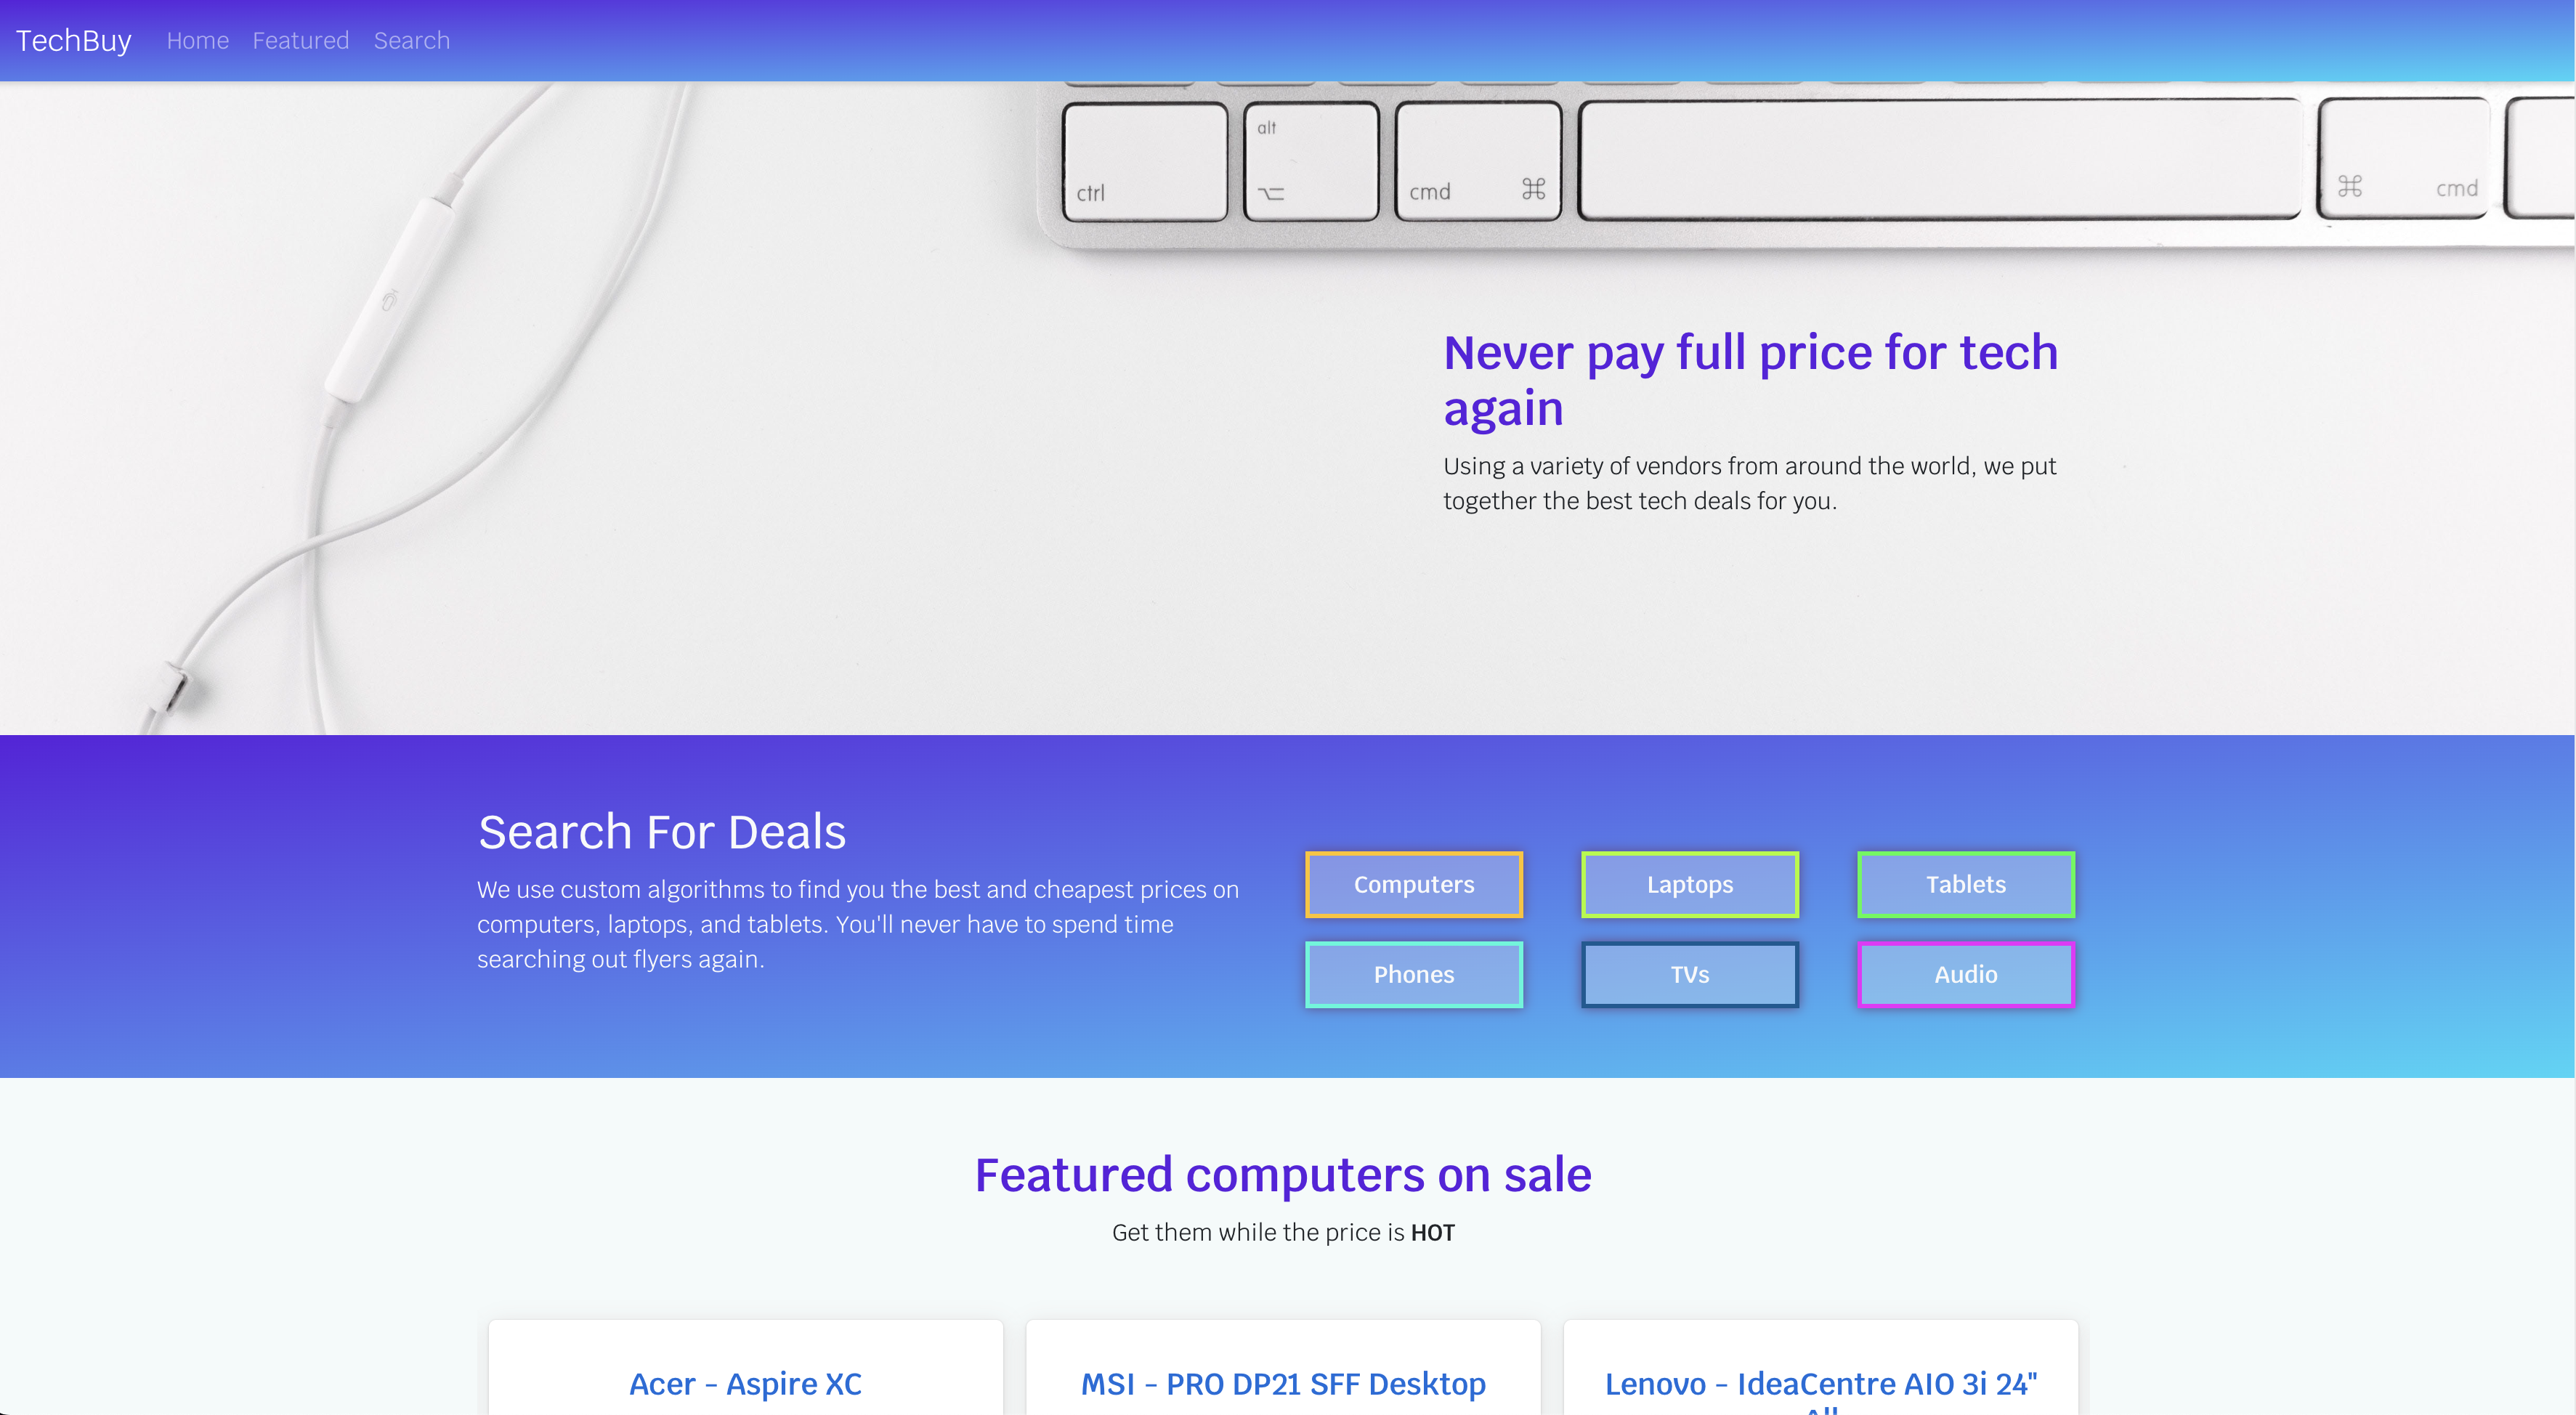 TechBuy Home Featured Search
alt
ctrl
cmd ⌘
⌘ cmd
Never pay full price for tech
again
Using a variety of vendors from around the world, we put
together the best tech deals for you.
Search For Deals
We use custom algorithms to find you the best and cheapest prices on
computers, laptops, and tablets. You'll never have to spend time
searching out flyers again.
Computers Laptops Tablets
Phones TVs Audio
Featured computers on sale
Get them while the price is HOT
Acer - Aspire XC
MSI - PRO DP21 SFF Desktop
Lenovo - IdeaCentre AIO 3i 24"